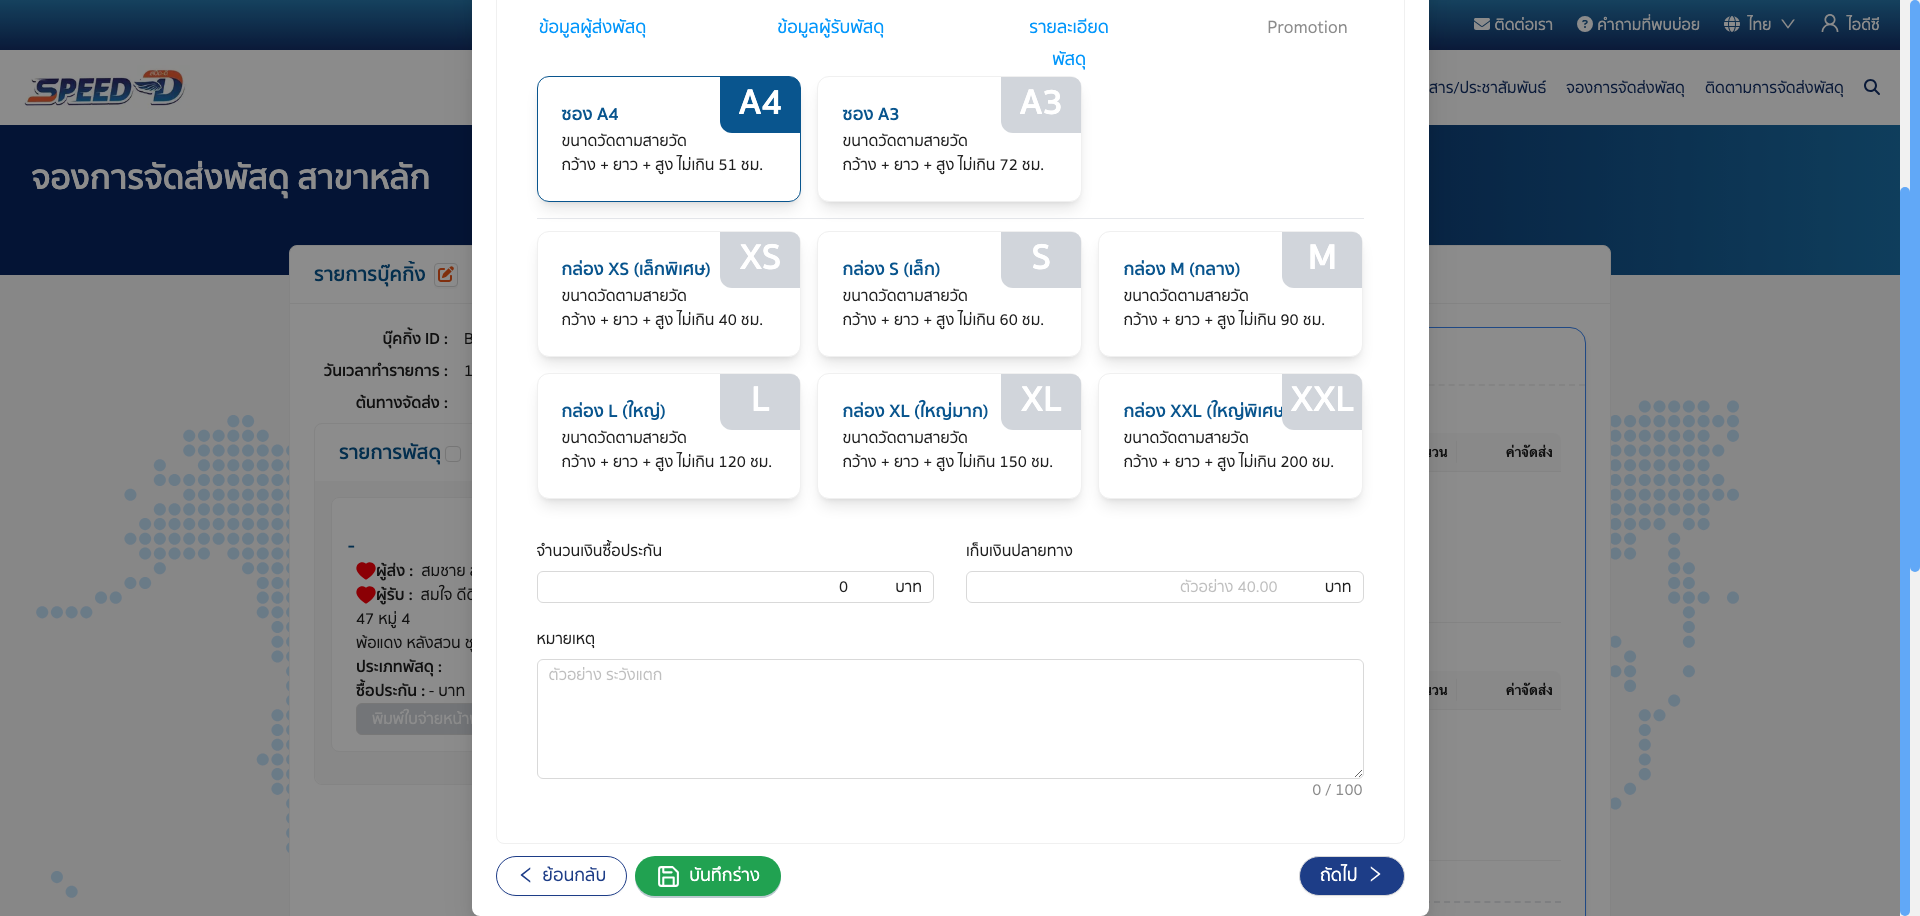 ติดต่อเรา
คำถามที่พบบ่อย
ไทย
ไอดีซี
SPEED-D
สาร/ประชาสัมพันธ์
จองการจัดส่งพัสดุ
ติดตามการจัดส่งพัสดุ
จองการจัดส่งพัสดุ สาขาหลัก
รายการบุ๊คกิ้ง
บุ๊คกิ้ง ID :
วันเวลาทำรายการ : 1
ต้นทางจัดส่ง :
รายการพัสดุ
-
ผู้ส่ง : สมชาย
ผู้รับ : สมใจ
47 หมู่ 4
พ้อแดง หลังสวน
ประเภทพัสดุ :
ซื้อประกัน : - บาท
พิมพ์ใบจ่ายหน้า
ข้อมูลผู้ส่งพัสดุ
ข้อมูลผู้รับพัสดุ
รายละเอียด
พัสดุ
Promotion
ซอง A4
A4
ขนาดวัดตามสายวัด
กว้าง + ยาว + สูง ไม่เกิน 51 ซม.
ซอง A3
A3
ขนาดวัดตามสายวัด
กว้าง + ยาว + สูง ไม่เกิน 72 ซม.
กล่อง XS (เล็กพิเศษ)
XS
ขนาดวัดตามสายวัด
กว้าง + ยาว + สูง ไม่เกิน 40 ซม.
กล่อง S (เล็ก)
S
ขนาดวัดตามสายวัด
กว้าง + ยาว + สูง ไม่เกิน 60 ซม.
กล่อง M (กลาง)
M
ขนาดวัดตามสายวัด
กว้าง + ยาว + สูง ไม่เกิน 90 ซม.
กล่อง L (ใหญ่)
L
ขนาดวัดตามสายวัด
กว้าง + ยาว + สูง ไม่เกิน 120 ซม.
กล่อง XL (ใหญ่มาก)
XL
ขนาดวัดตามสายวัด
กว้าง + ยาว + สูง ไม่เกิน 150 ซม.
กล่อง XXL (ใหญ่พิเศษ
XXL
ขนาดวัดตามสายวัด
กว้าง + ยาว + สูง ไม่เกิน 200 ซม.
จำนวนเงินซื้อประกัน
0 บาท
เก็บเงินปลายทาง
ตัวอย่าง 40.00 บาท
หมายเหตุ
ตัวอย่าง ระวังแตก
0 / 100
ย้อนกลับ
บันทึกร่าง
ถัดไป
ค่าจัดส่ง
ค่าจัดส่ง